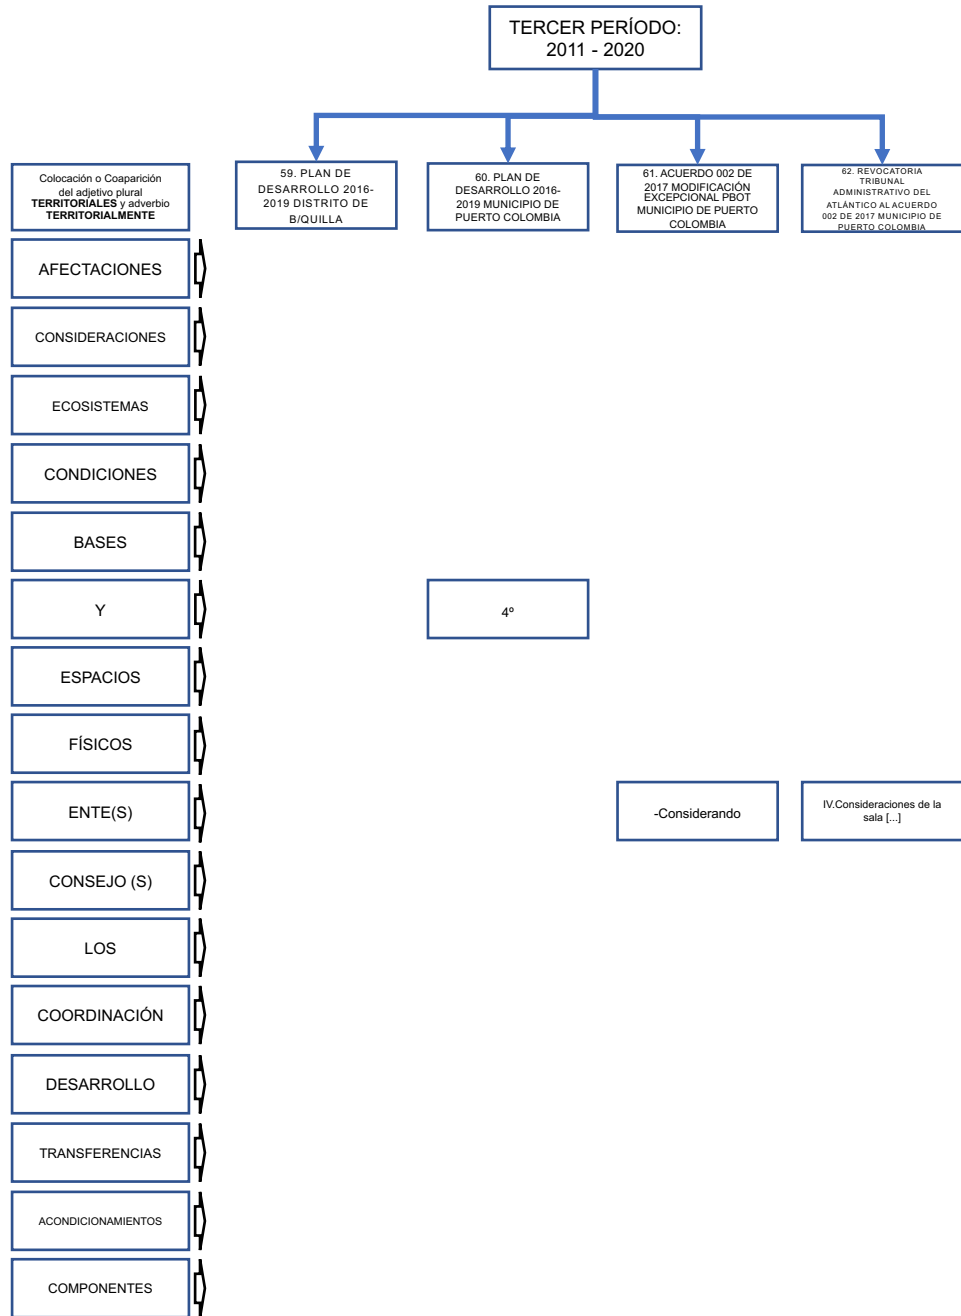 TERCER PERÍODO:
2011 - 2020
Colocación o Coaparición
del adjetivo plural
TERRITORIALES y adverbio
TERRITORIALMENTE
59. PLAN DE
DESARROLLO 2016-
2019 DISTRITO DE
B/QUILLA
60. PLAN DE
DESARROLLO 2016-
2019 MUNICIPIO DE
PUERTO COLOMBIA
61. ACUERDO 002 DE
2017 MODIFICACIÓN
EXCEPCIONAL PBOT
MUNICIPIO DE PUERTO
COLOMBIA
62. REVOCATORIA
TRIBUNAL
ADMINISTRATIVO DEL
ATLÁNTICO AL ACUERDO
002 DE 2017 MUNICIPIO DE
PUERTO COLOMBIA
AFECTACIONES
CONSIDERACIONES
ECOSISTEMAS
CONDICIONES
BASES
Y
4º
ESPACIOS
FÍSICOS
ENTE(S)
-Considerando
IV.Consideraciones de la
sala [...]
CONSEJO (S)
LOS
COORDINACIÓN
DESARROLLO
TRANSFERENCIAS
ACONDICIONAMIENTOS
COMPONENTES